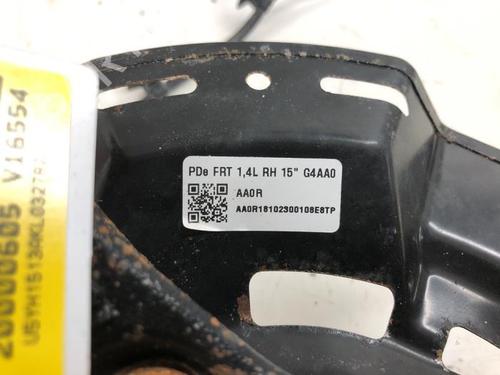 PDe FRT 1,4L RH 15" G4AA0
AA0R
AA0R18102300108E8TP
20000605 V16554